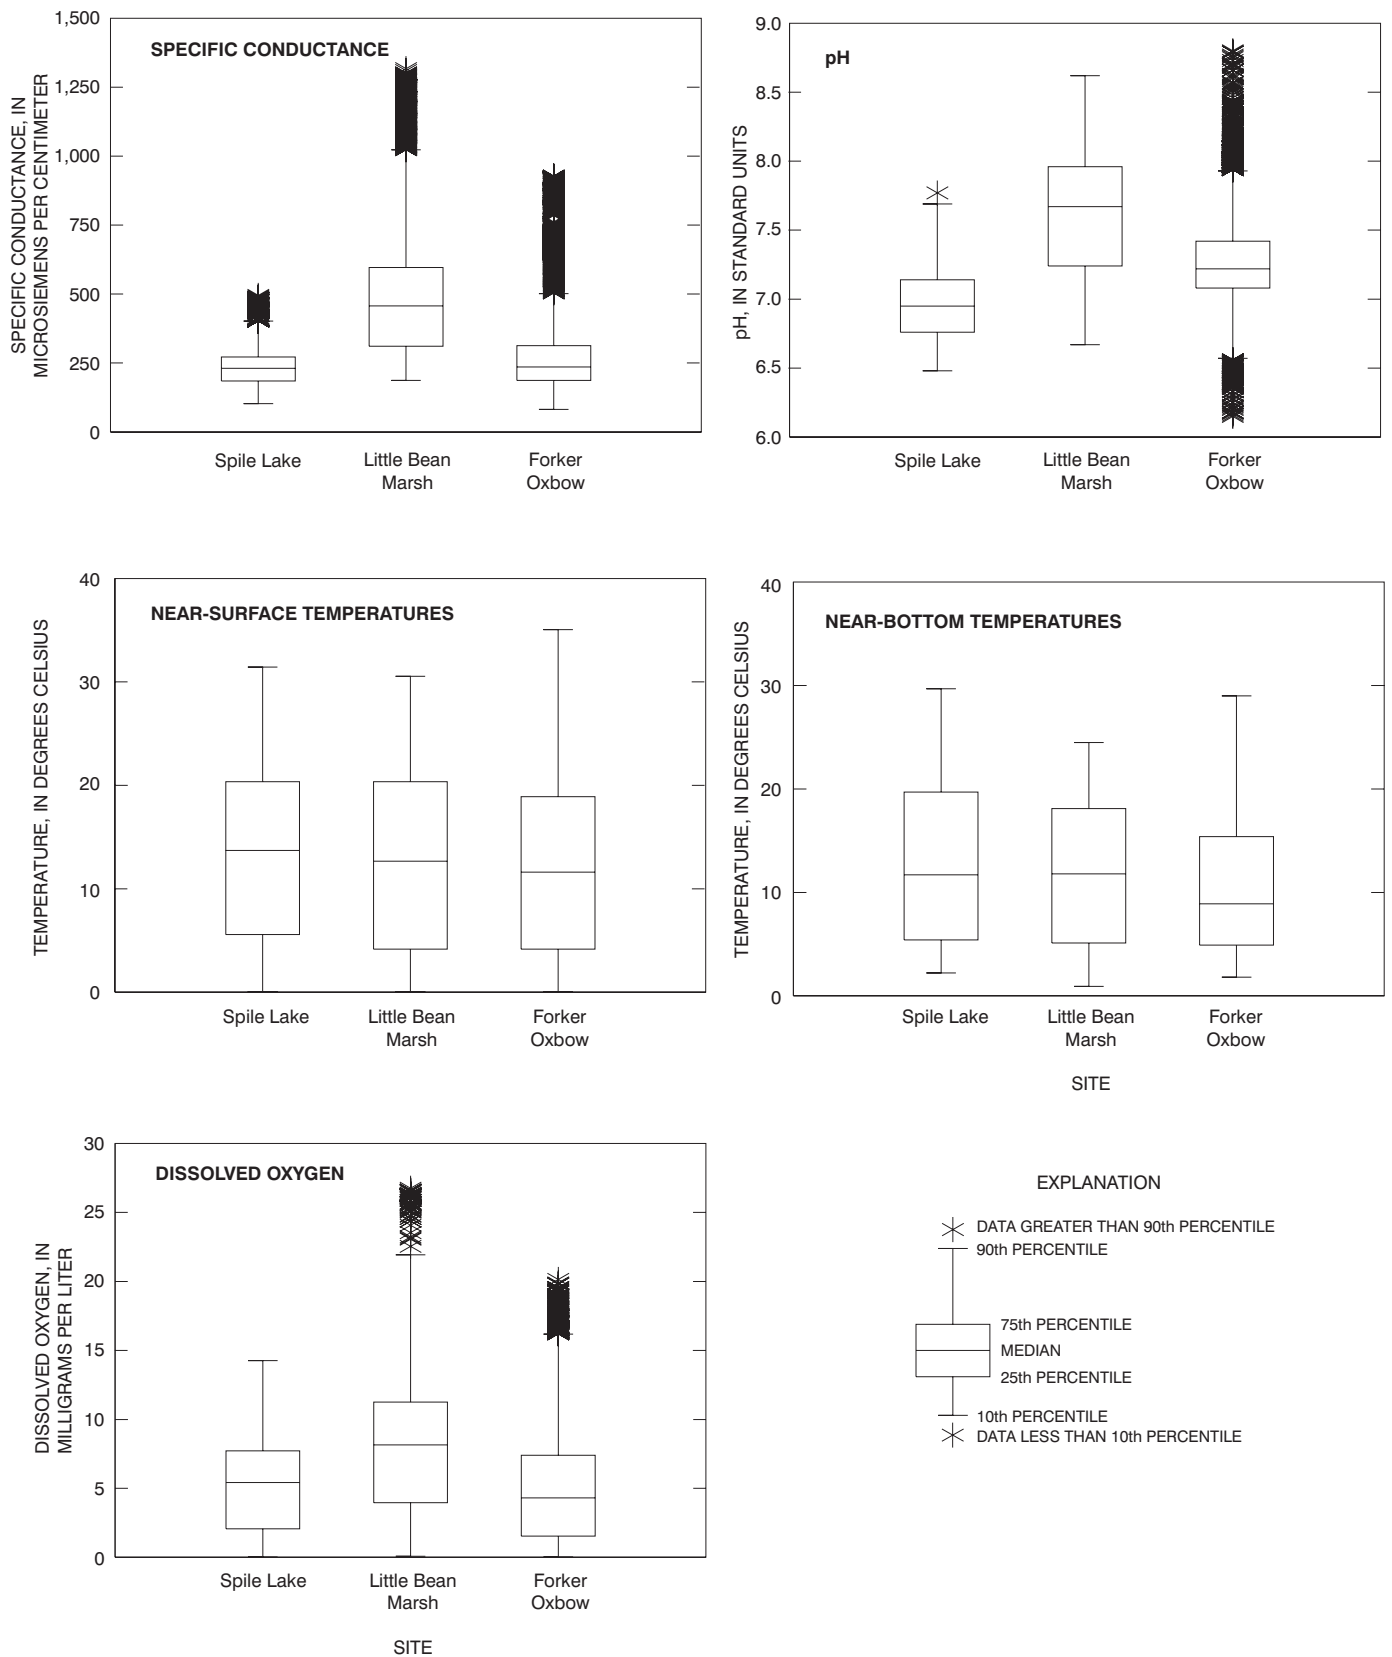 SPECIFIC CONDUCTANCE
SPECIFIC CONDUCTANCE, IN
MICROSIEMENS PER CENTIMETER
1,500
1,250
1,000
750
500
250
0
Spile Lake
Little Bean
Marsh
Forker
Oxbow
pH
pH, IN STANDARD UNITS
9.0
8.5
8.0
7.5
7.0
6.5
6.0
Spile Lake
Little Bean
Marsh
Forker
Oxbow
NEAR-SURFACE TEMPERATURES
TEMPERATURE, IN DEGREES CELSIUS
40
30
20
10
0
Spile Lake
Little Bean
Marsh
Forker
Oxbow
NEAR-BOTTOM TEMPERATURES
TEMPERATURE, IN DEGREES CELSIUS
40
30
20
10
0
Spile Lake
Little Bean
Marsh
Forker
Oxbow
SITE
DISSOLVED OXYGEN
DISSOLVED OXYGEN, IN
MILLIGRAMS PER LITER
30
25
20
15
10
5
0
Spile Lake
Little Bean
Marsh
Forker
Oxbow
SITE
EXPLANATION
DATA GREATER THAN 90th PERCENTILE
90th PERCENTILE
75th PERCENTILE
MEDIAN
25th PERCENTILE
10th PERCENTILE
DATA LESS THAN 10th PERCENTILE